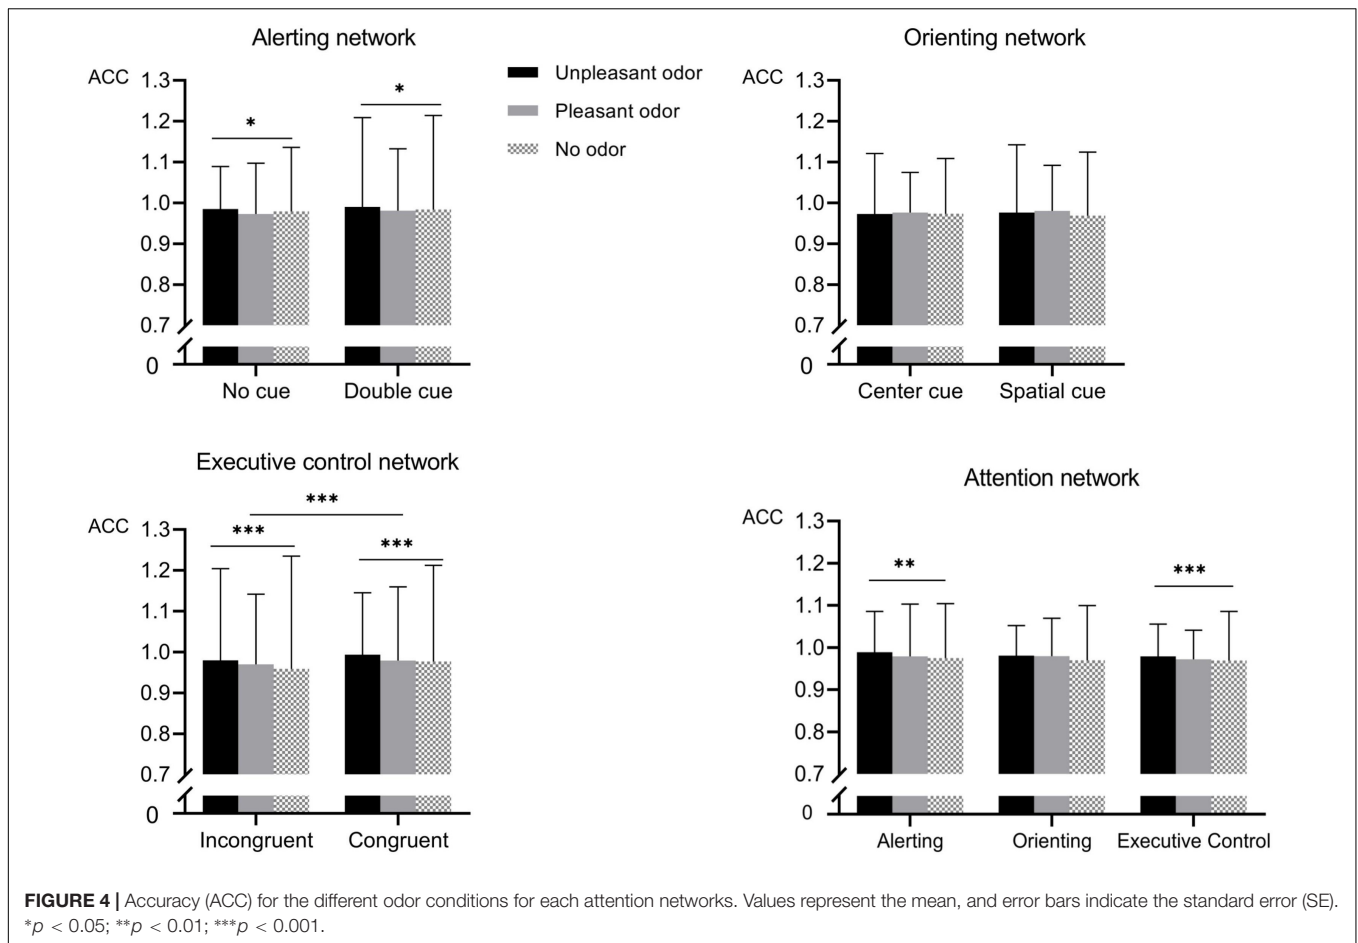 Alerting network
ACC
1.3
1.2
1.1
1.0
0.9
0.8
0.7
0
*
*
No cue Double cue
Unpleasant odor
Pleasant odor
No odor
Orienting network
ACC
1.3
1.2
1.1
1.0
0.9
0.8
0.7
0
Center cue Spatial cue
Executive control network
ACC
1.3
1.2
1.1
1.0
0.9
0.8
0.7
0
***
***
***
Incongruent Congruent
Attention network
ACC
1.3
1.2
1.1
1.0
0.9
0.8
0.7
0
**
***
Alerting Orienting Executive Control
FIGURE 4 | Accuracy (ACC) for the different odor conditions for each attention networks. Values represent the mean, and error bars indicate the standard error (SE).
*p < 0.05; **p < 0.01; ***p < 0.001.